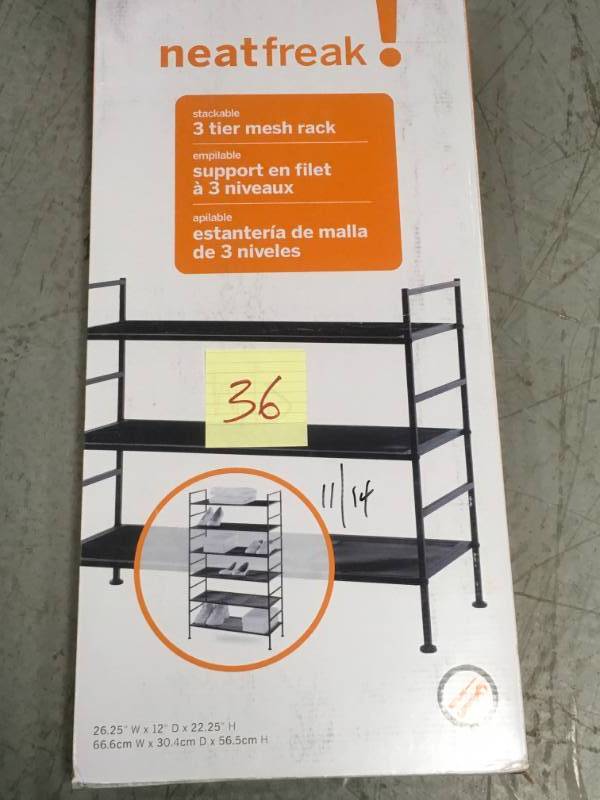 neatfreak!
stackable
3 tier mesh rack
empilable
support en filet
à 3 niveaux
apilable
estantería de malla
de 3 niveles
36
11/14
26.25" W x 12" D x 22.25" H
66.6cm W x 30.4cm D x 56.5cm H